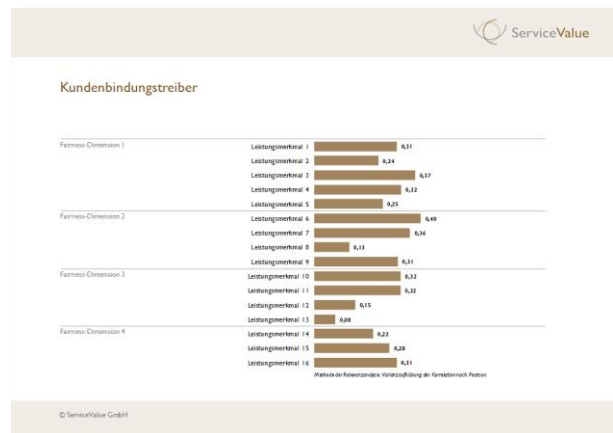 ServiceValue
Kundenbindungstreiber
Fairness-Dimension 1
Leistungsmerkmal 1 0,31
Leistungsmerkmal 2 0,24
Leistungsmerkmal 3 0,37
Leistungsmerkmal 4 0,32
Leistungsmerkmal 5 0,25
Fairness-Dimension 2
Leistungsmerkmal 6 0,40
Leistungsmerkmal 7 0,36
Leistungsmerkmal 8 0,13
Leistungsmerkmal 9 0,31
Fairness-Dimension 3
Leistungsmerkmal 10 0,32
Leistungsmerkmal 11 0,32
Leistungsmerkmal 12 0,15
Leistungsmerkmal 13 0,08
Fairness-Dimension 4
Leistungsmerkmal 14 0,22
Leistungsmerkmal 15 0,28
Leistungsmerkmal 16 0,31
Methode der Relevanzanalyse: Varianzaufklärung der Korrelation nach Pearson
© ServiceValue GmbH